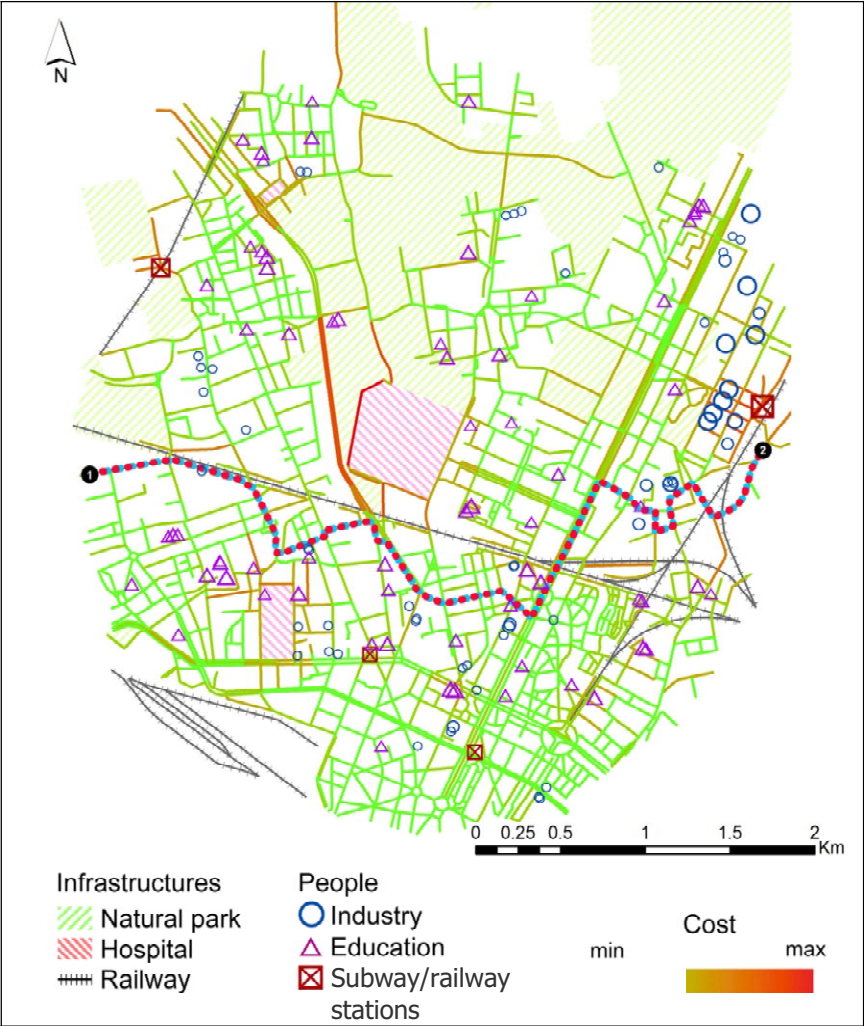 N
1
2
0 0.25 0.5 1 1.5 2
Km
Infrastructures
Natural park
Hospital
Railway
People
Industry
Education
Subway/railway
stations
Cost
min max